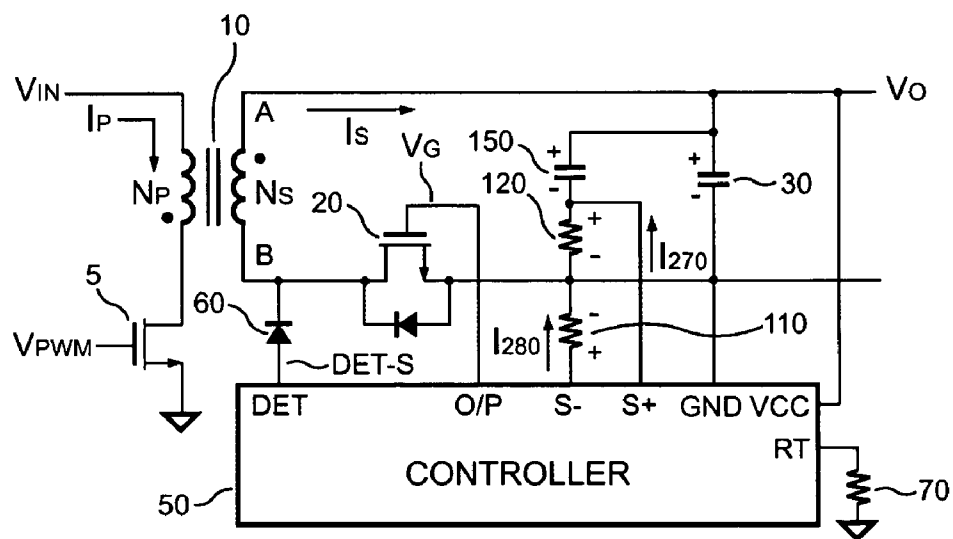 10
VIN
VO
IP
A
IS
VG
150
120
30
NP
NS
20
B
I270
5
60
110
I280
VPWM
DET-S
DET O/P S- S+ GND VCC
RT
CONTROLLER
50
70
+ - + - + - - +